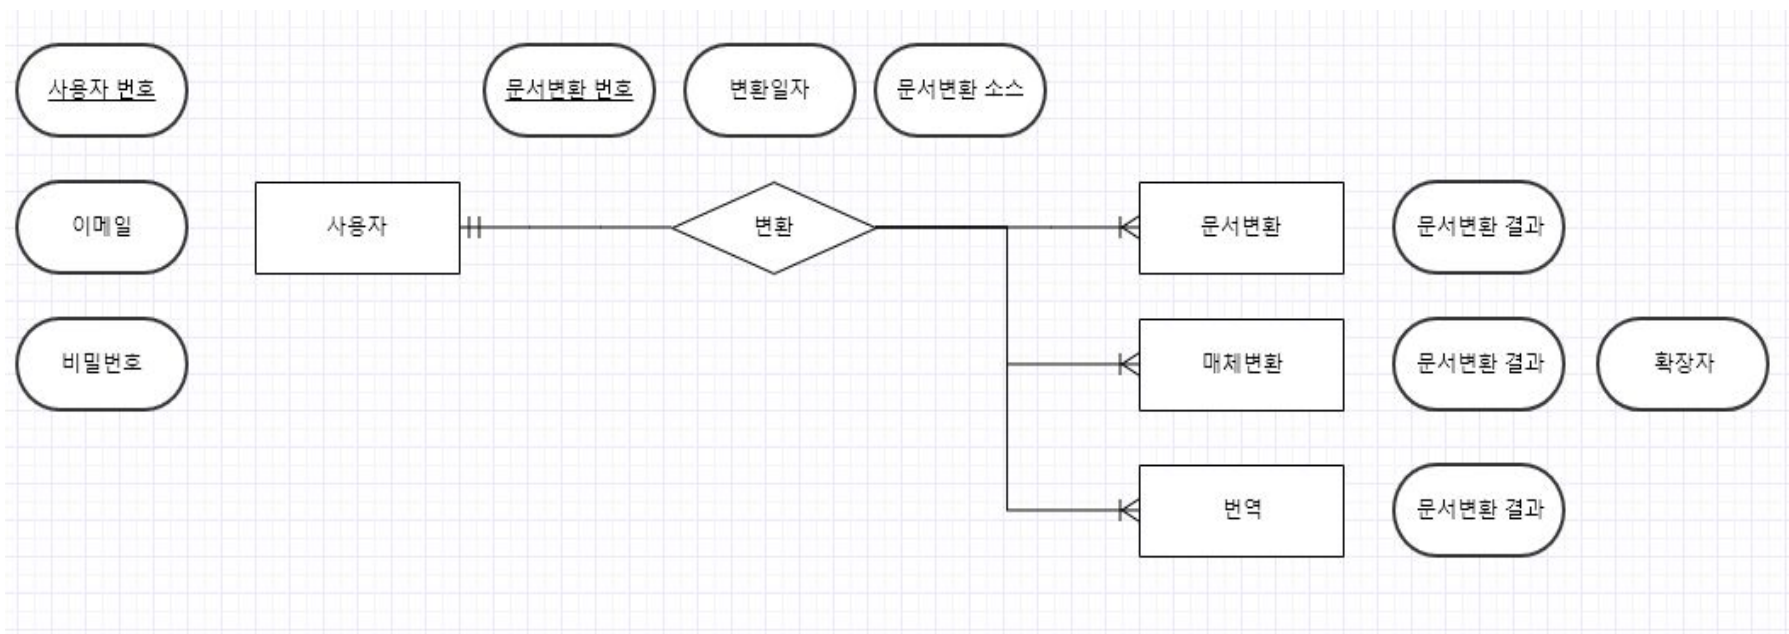 사용자 번호
문서변환 번호
변환일자
문서변환 소스
이메일
사용자
변환
문서변환
문서변환 결과
비밀번호
매체변환
문서변환 결과
확장자
번역
문서변환 결과